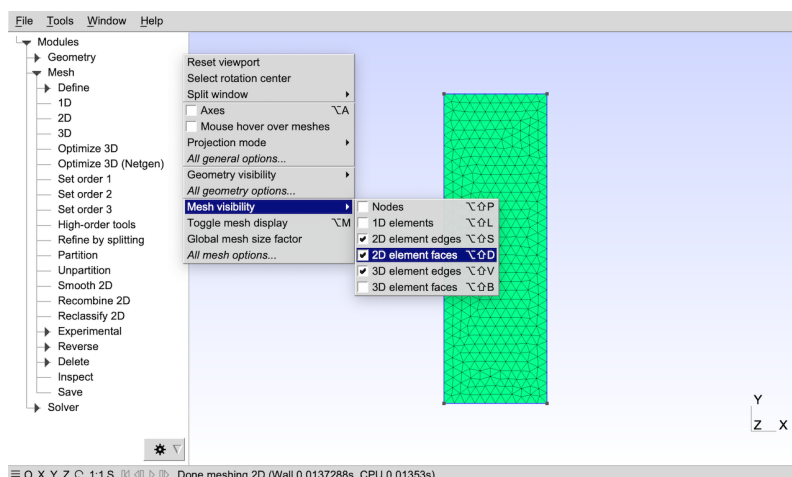 File Tools Window Help
Modules
Geometry
Mesh
Define
1D
2D
3D
Optimize 3D
Optimize 3D (Netgen)
Set order 1
Set order 2
Set order 3
High-order tools
Refine by splitting
Partition
Unpartition
Smooth 2D
Recombine 2D
Reclassify 2D
Experimental
Reverse
Delete
Inspect
Save
Solver
Reset viewport
Select rotation center
Split window
Axes ⌥A
Mouse hover over meshes
Projection mode
All general options...
Geometry visibility
All geometry options...
Mesh visibility
Toggle mesh display ⌥M
Global mesh size factor
All mesh options...
Nodes ⌥⇧P
1D elements ⌥⇧L
2D element edges ⌥⇧S
2D element faces ⌥⇧D
3D element edges ⌥⇧V
3D element faces ⌥⇧B
Y
Z X
O X Y Z 1:1 S Done meshing 2D (Wall 0.0137288s, CPU 0.01353s)